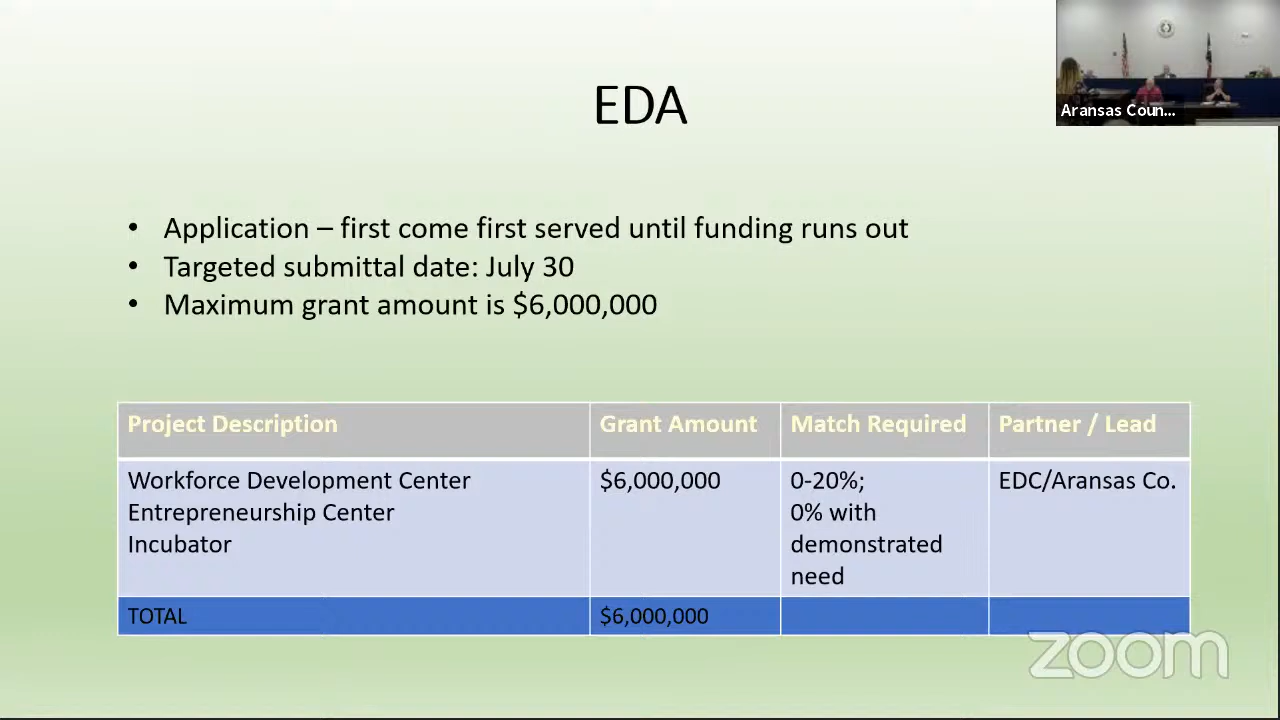 Aransas Coun...
EDA
• Application – first come first served until funding runs out
• Targeted submittal date: July 30
• Maximum grant amount is $6,000,000
Project Description Grant Amount Match Required Partner / Lead
Workforce Development Center $6,000,000 0-20%; EDC/Aransas Co.
Entrepreneurship Center 0% with
Incubator demonstrated
need
TOTAL $6,000,000
zoom